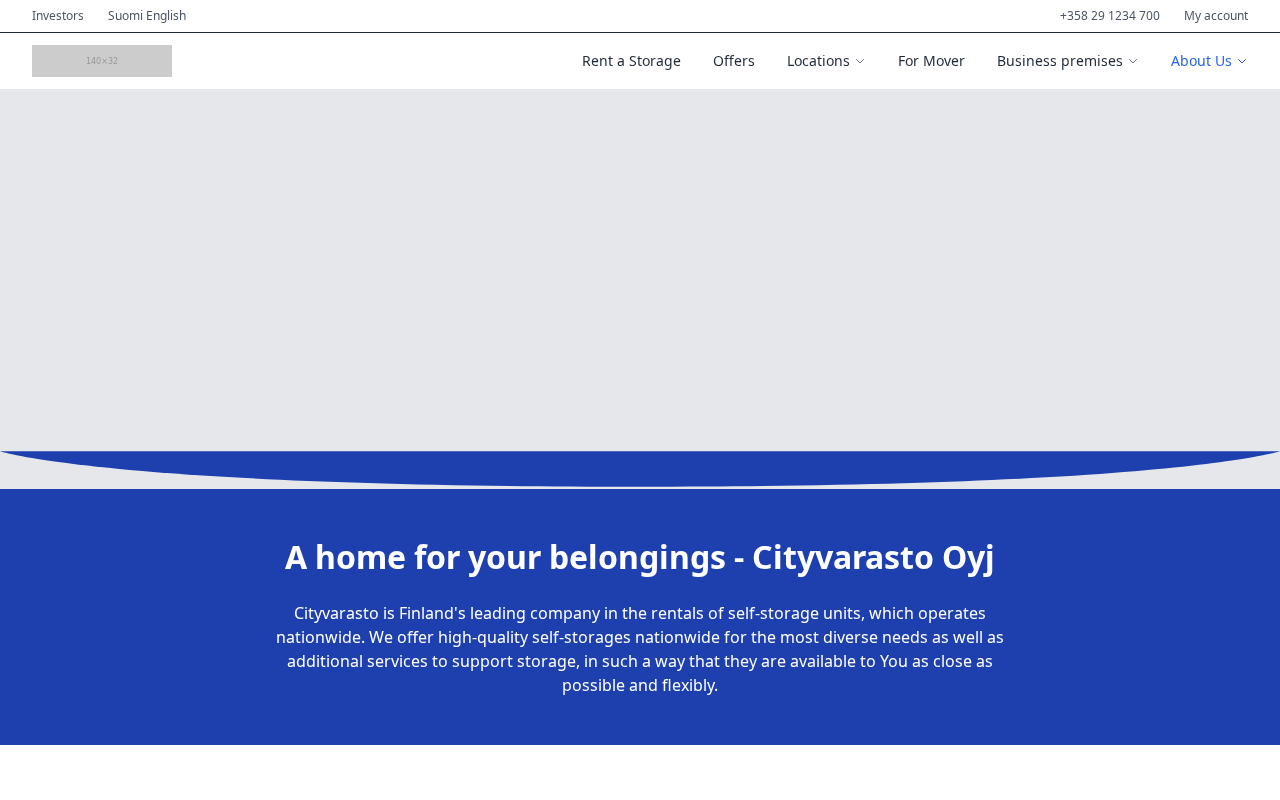 Investors Suomi English +358 29 1234 700 My account
140×32 Rent a Storage Offers Locations For Mover Business premises About Us
A home for your belongings - Cityvarasto Oyj
Cityvarasto is Finland's leading company in the rentals of self-storage units, which operates
nationwide. We offer high-quality self-storages nationwide for the most diverse needs as well as
additional services to support storage, in such a way that they are available to You as close as
possible and flexibly.